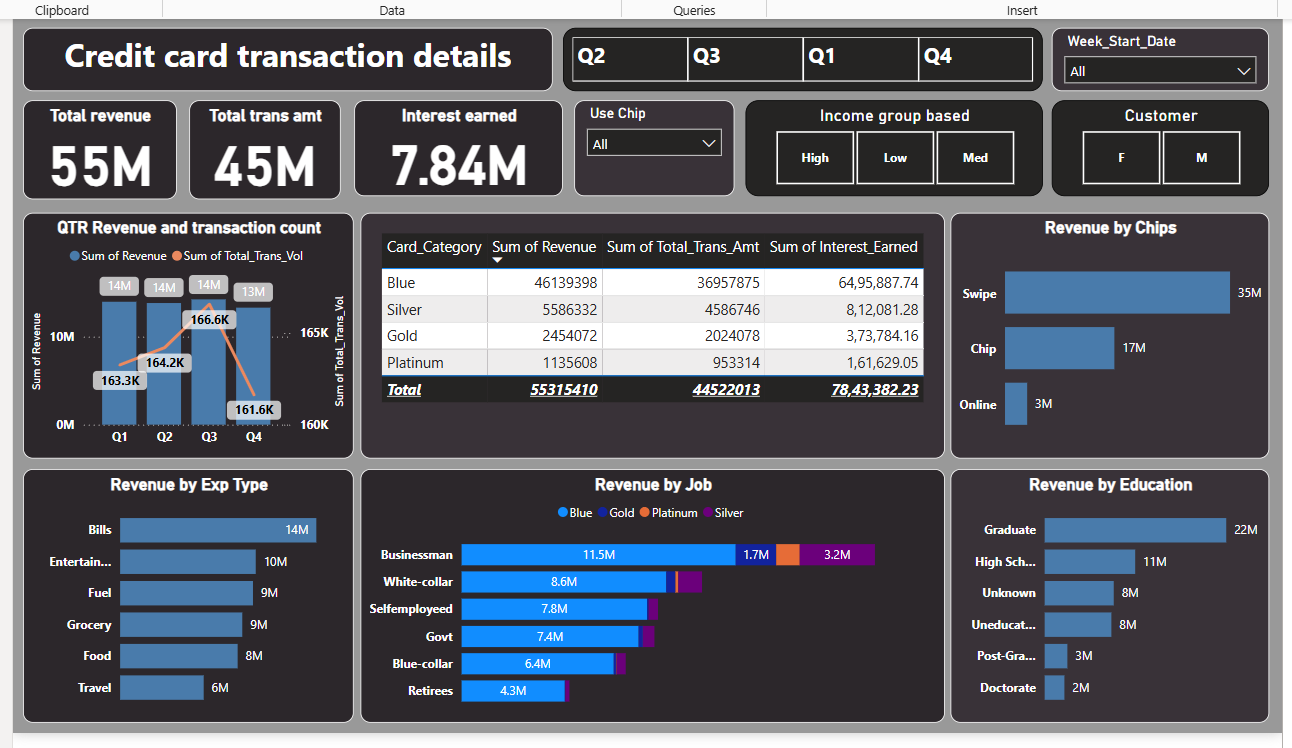 Clipboard Data Queries Insert
Credit card transaction details
Q2 Q3 Q1 Q4
Week_Start_Date
All
Total revenue
55M
Total trans amt
45M
Interest earned
7.84M
Use Chip
All
Income group based
High Low Med
Customer
F M
QTR Revenue and transaction count
Sum of Revenue Sum of Total_Trans_Vol
14M 14M 14M 13M
Sum of Revenue
10M
0M
163.3K 164.2K 166.6K 161.6K
165K
160K
Sum of Total_Trans_Vol
Q1 Q2 Q3 Q4
Card_Category Sum of Revenue Sum of Total_Trans_Amt Sum of Interest_Earned
Blue 46139398 36957875 64,95,887.74
Silver 5586332 4586746 8,12,081.28
Gold 2454072 2024078 3,73,784.16
Platinum 1135608 953314 1,61,629.05
Total 55315410 44522013 78,43,382.23
Revenue by Chips
Swipe 35M
Chip 17M
Online 3M
Revenue by Exp Type
Bills 14M
Entertain... 10M
Fuel 9M
Grocery 9M
Food 8M
Travel 6M
Revenue by Job
Blue Gold Platinum Silver
Businessman 11.5M 1.7M 3.2M
White-collar 8.6M
Selfemployeed 7.8M
Govt 7.4M
Blue-collar 6.4M
Retirees 4.3M
Revenue by Education
Graduate 22M
High Sch... 11M
Unknown 8M
Uneducat... 8M
Post-Gra... 3M
Doctorate 2M